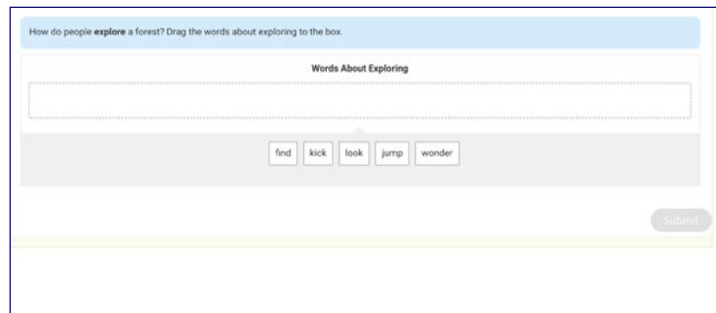 How do people explore a forest? Drag the words about exploring to the box.
Words About Exploring
find kick look jump wonder
Submit